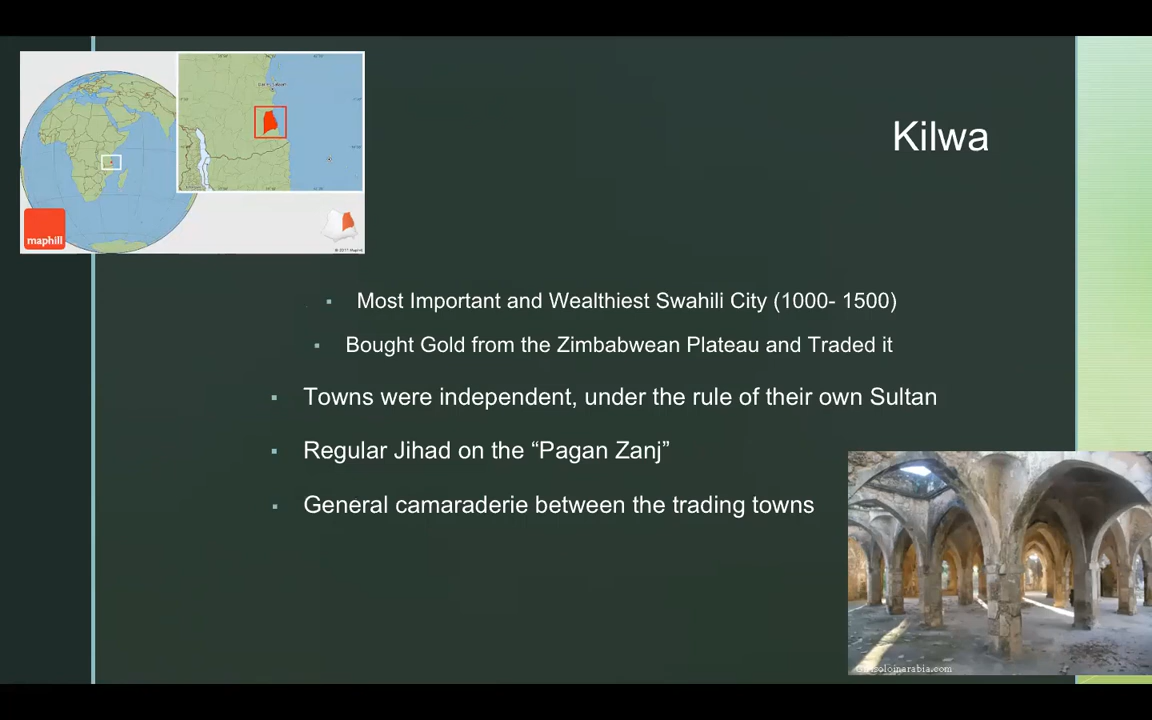 Kilwa
maphill
▪ Most Important and Wealthiest Swahili City (1000- 1500)
▪ Bought Gold from the Zimbabwean Plateau and Traded it
▪ Towns were independent, under the rule of their own Sultan
▪ Regular Jihad on the “Pagan Zanj”
▪ General camaraderie between the trading towns